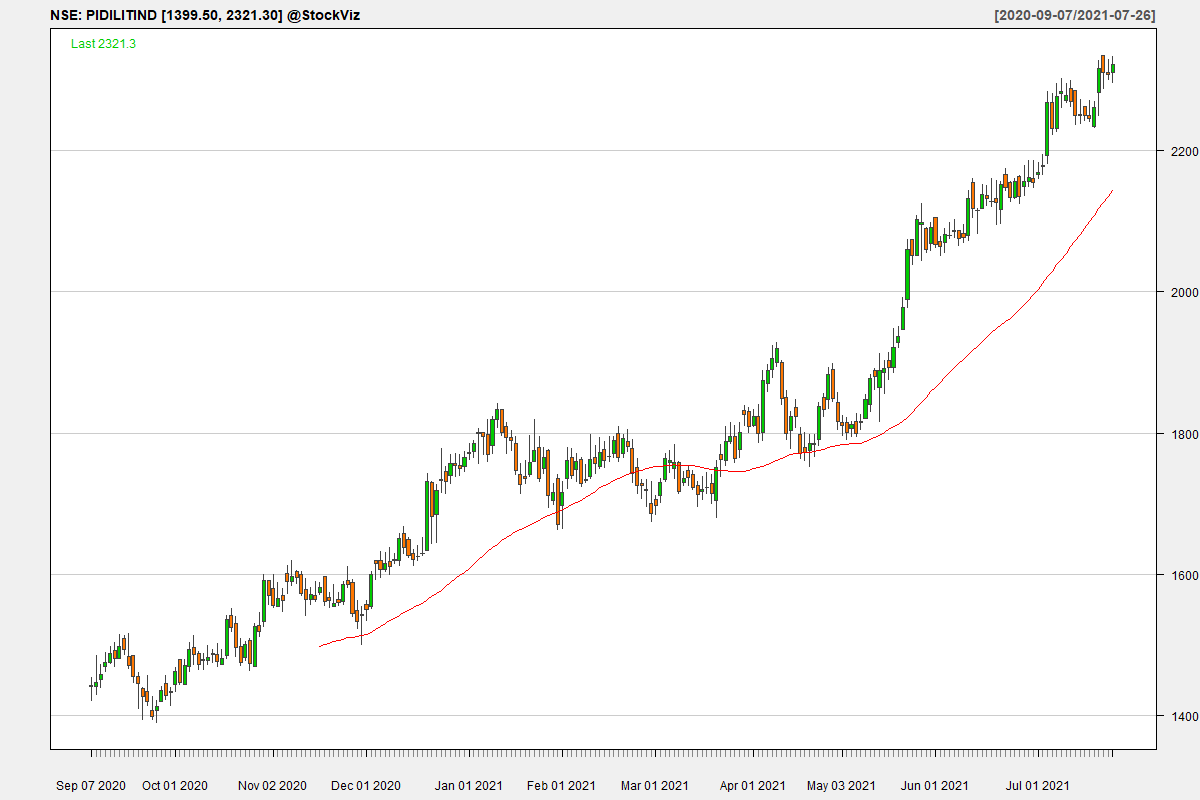 NSE: PIDILITIND [1399.50, 2321.30] @StockViz [2020-09-07/2021-07-26]
Last 2321.3
2200
2000
1800
1600
1400
Sep 07 2020 Oct 01 2020 Nov 02 2020 Dec 01 2020 Jan 01 2021 Feb 01 2021 Mar 01 2021 Apr 01 2021 May 03 2021 Jun 01 2021 Jul 01 2021